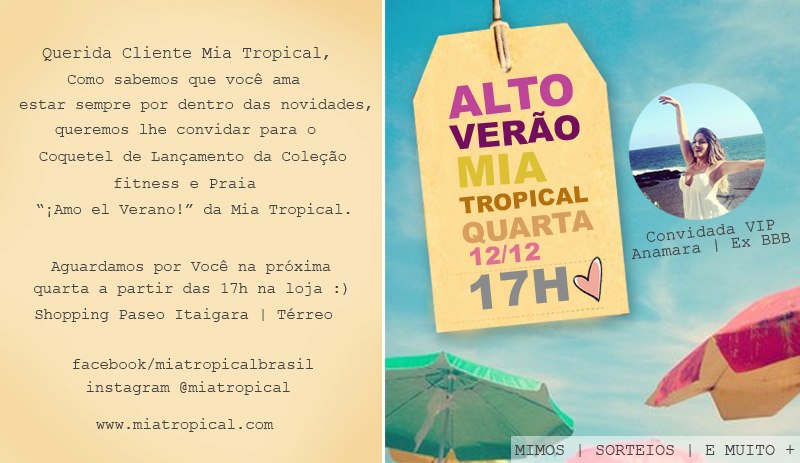 Querida Cliente Mia Tropical,
Como sabemos que você ama
estar sempre por dentro das novidades,
queremos lhe convidar para o
Coquetel de Lançamento da Coleção
fitness e Praia
“¡Amo el Verano!” da Mia Tropical.
Aguardamos por Você na próxima
quarta a partir das 17h na loja :)
Shopping Paseo Itaigara | Térreo
facebook/miatropicalbrasil
instagram @miatropical
www.miatropical.com
ALTO
VERÃO
MIA
TROPICAL
QUARTA
12/12
17H
Convidada VIP
Anamara | Ex BBB
MIMOS | SORTEIOS | E MUITO +